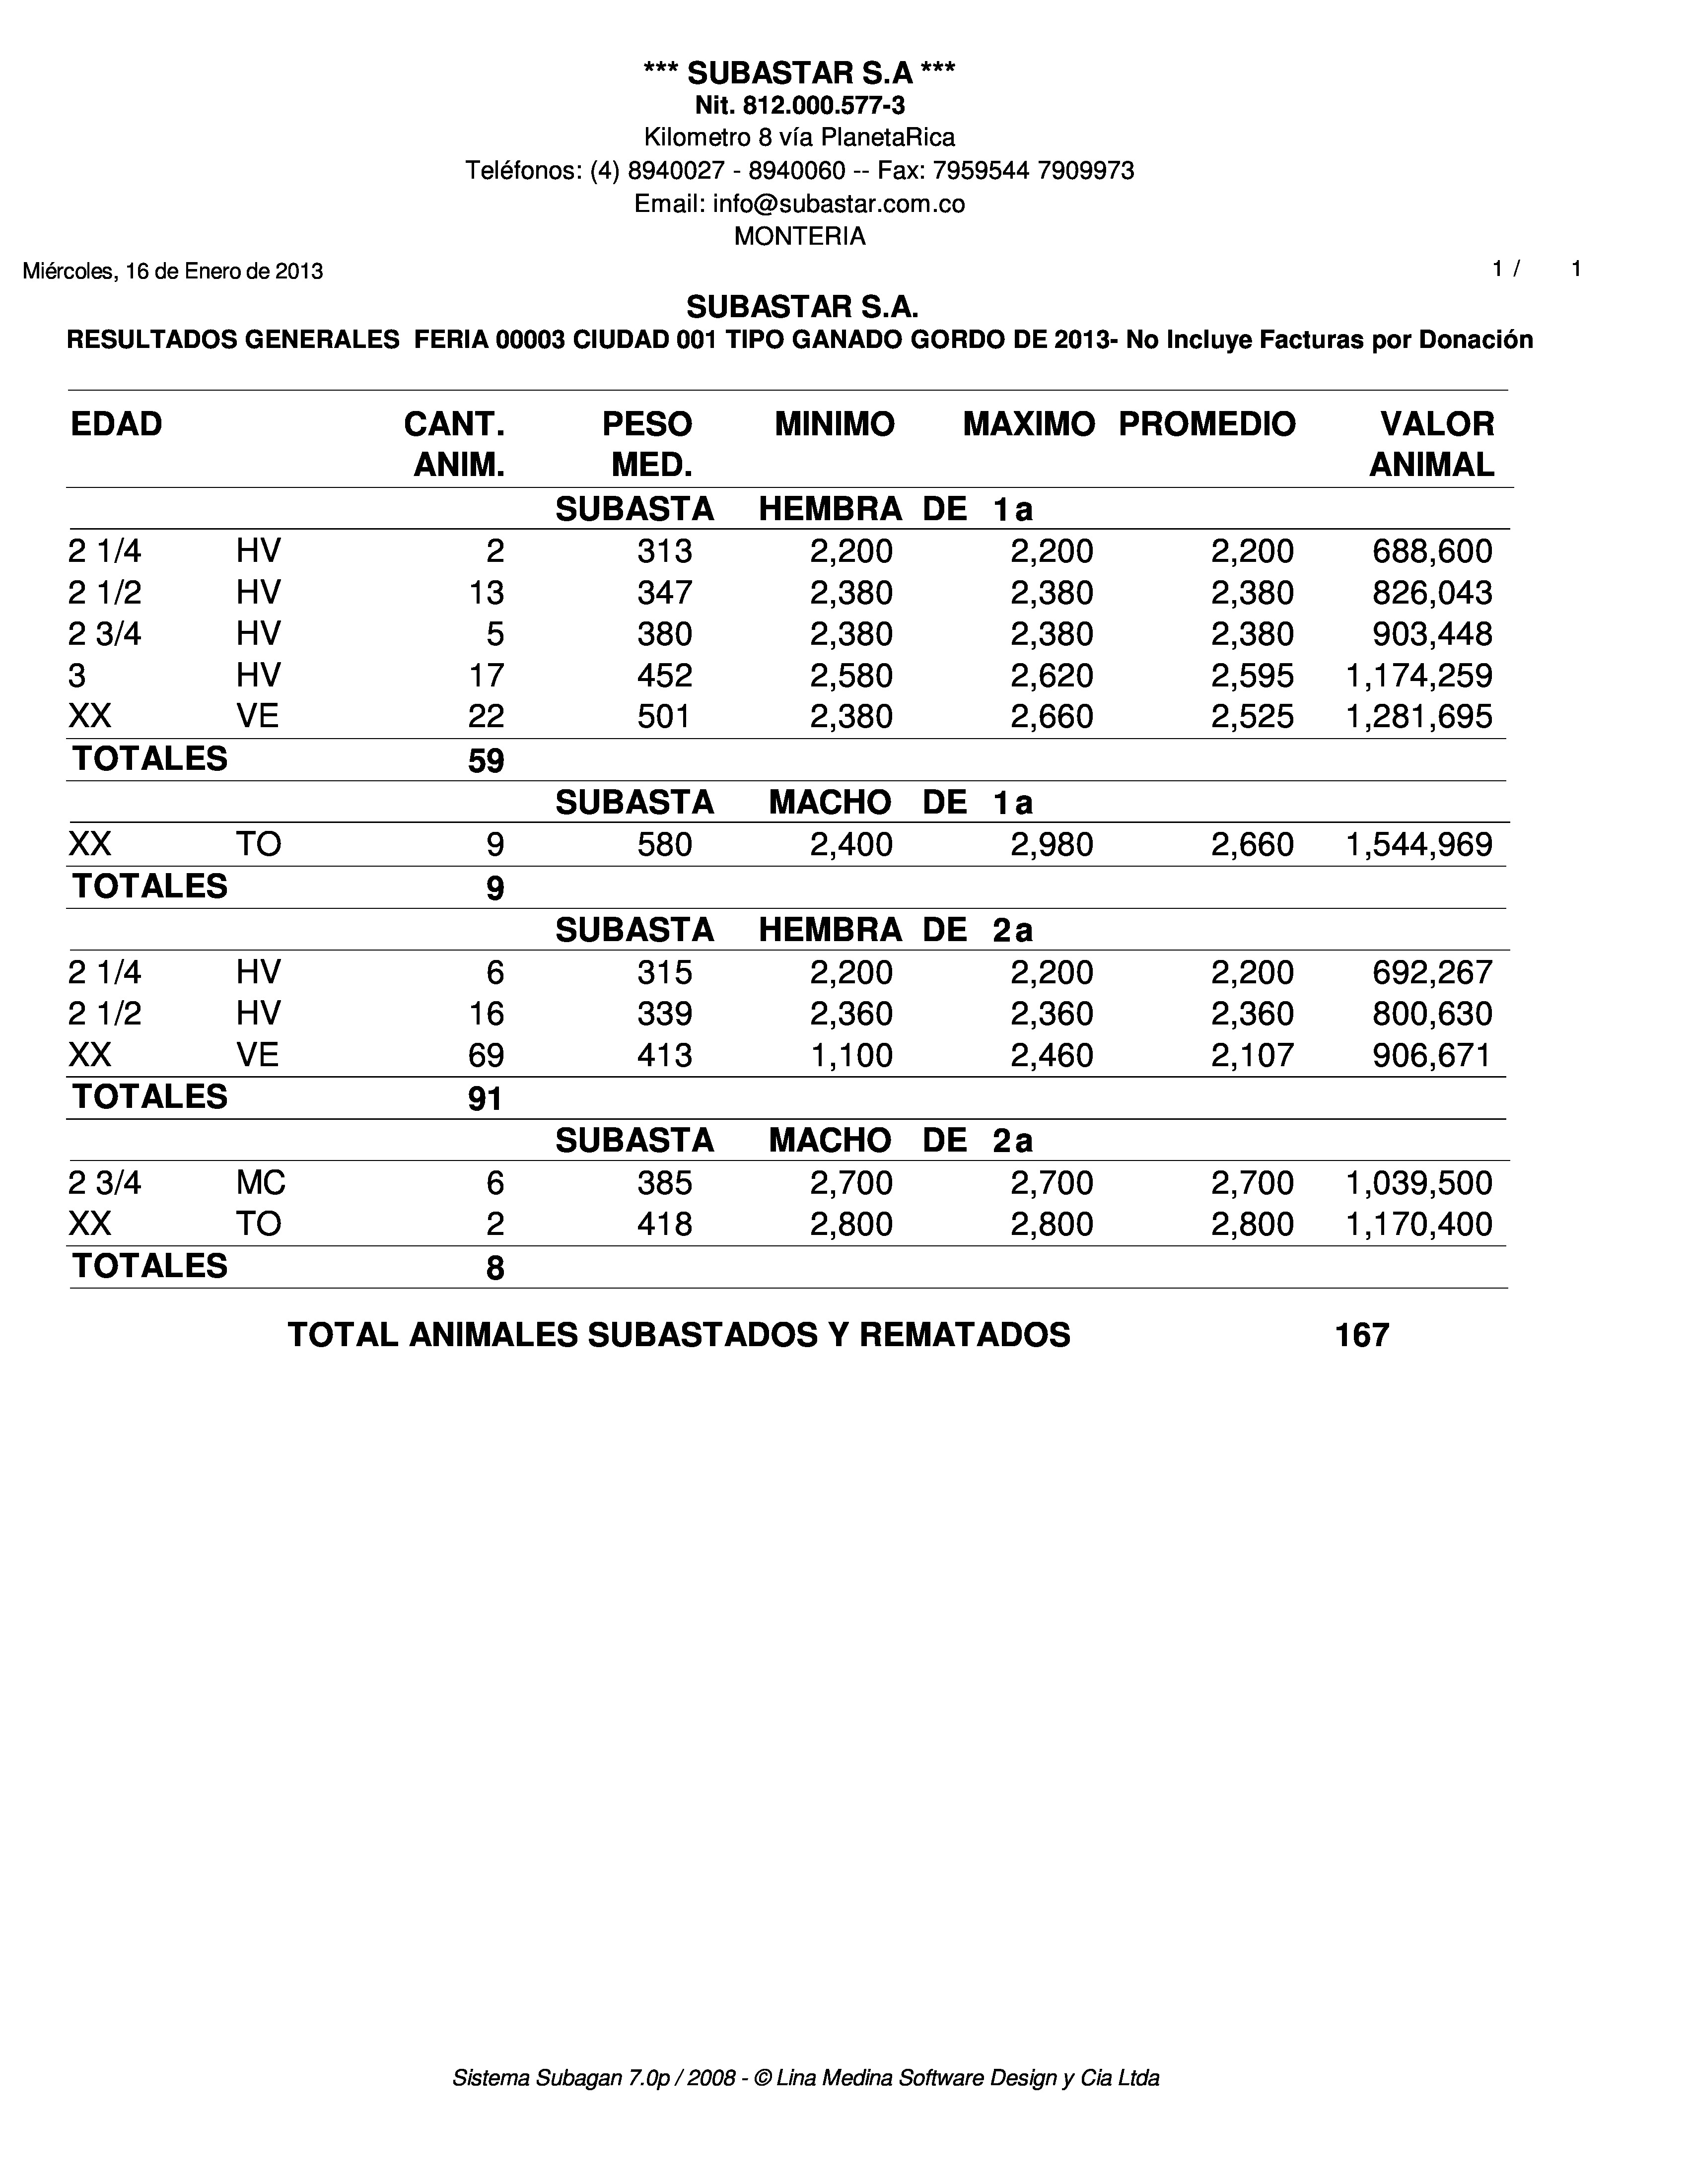 *** SUBASTAR S.A ***
Nit. 812.000.577-3
Kilometro 8 vía PlanetaRica
Teléfonos: (4) 8940027 - 8940060 -- Fax: 7959544 7909973
Email: info@subastar.com.co
MONTERIA
Miércoles, 16 de Enero de 2013 1 / 1
SUBASTAR S.A.
RESULTADOS GENERALES FERIA 00003 CIUDAD 001 TIPO GANADO GORDO DE 2013- No Incluye Facturas por Donación
EDAD CANT. PESO MINIMO MAXIMO PROMEDIO VALOR
ANIM. MED. ANIMAL
SUBASTA HEMBRA DE 1a
2 1/4 HV 2 313 2,200 2,200 2,200 688,600
2 1/2 HV 13 347 2,380 2,380 2,380 826,043
2 3/4 HV 5 380 2,380 2,380 2,380 903,448
3 HV 17 452 2,580 2,620 2,595 1,174,259
XX VE 22 501 2,380 2,660 2,525 1,281,695
TOTALES 59
SUBASTA MACHO DE 1a
XX TO 9 580 2,400 2,980 2,660 1,544,969
TOTALES 9
SUBASTA HEMBRA DE 2a
2 1/4 HV 6 315 2,200 2,200 2,200 692,267
2 1/2 HV 16 339 2,360 2,360 2,360 800,630
XX VE 69 413 1,100 2,460 2,107 906,671
TOTALES 91
SUBASTA MACHO DE 2a
2 3/4 MC 6 385 2,700 2,700 2,700 1,039,500
XX TO 2 418 2,800 2,800 2,800 1,170,400
TOTALES 8
TOTAL ANIMALES SUBASTADOS Y REMATADOS 167
Sistema Subagan 7.0p / 2008 - © Lina Medina Software Design y Cia Ltda